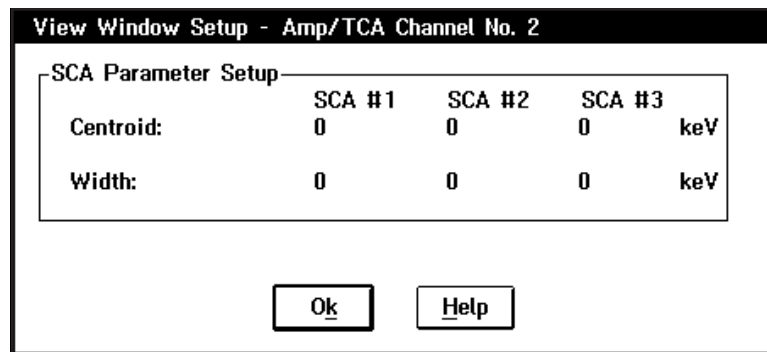 View Window Setup - Amp/TCA Channel No. 2
SCA Parameter Setup
SCA #1 SCA #2 SCA #3
Centroid: 0 0 0 keV
Width: 0 0 0 keV
Ok Help